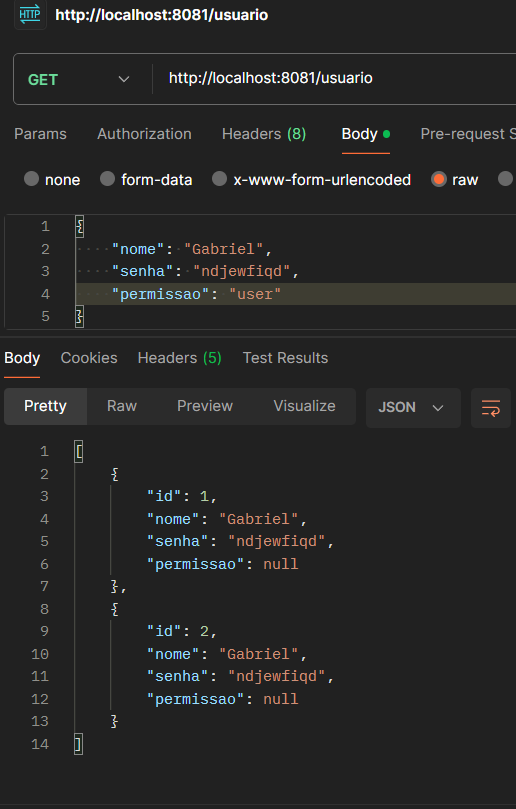 HTTP http://localhost:8081/usuario
GET http://localhost:8081/usuario
Params Authorization Headers (8) Body Pre-request S
none form-data x-www-form-urlencoded raw
1 {
2 "nome": "Gabriel",
3 "senha": "ndjewfiqd",
4 "permissao": "user"
5 }
Body Cookies Headers (5) Test Results
Pretty Raw Preview Visualize JSON
1 [
2 {
3 "id": 1,
4 "nome": "Gabriel",
5 "senha": "ndjewfiqd",
6 "permissao": null
7 },
8 {
9 "id": 2,
10 "nome": "Gabriel",
11 "senha": "ndjewfiqd",
12 "permissao": null
13 }
14 ]